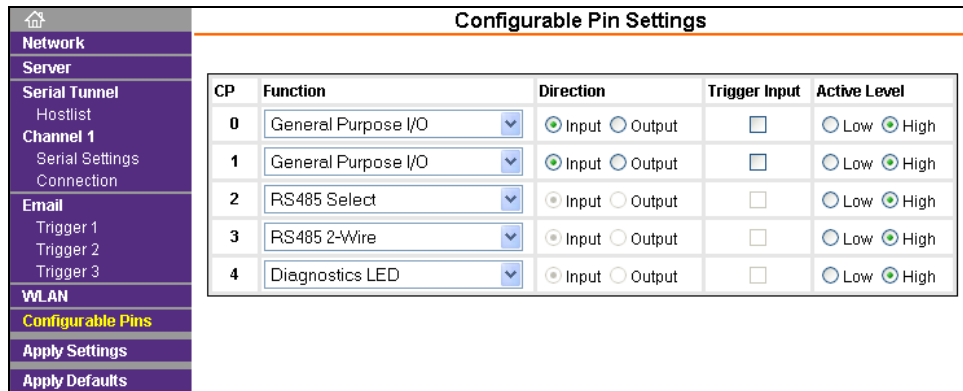 Configurable Pin Settings
Network
Server
Serial Tunnel
Hostlist
Channel 1
Serial Settings
Connection
Email
Trigger 1
Trigger 2
Trigger 3
WLAN
Configurable Pins
Apply Settings
Apply Defaults
CP Function Direction Trigger Input Active Level
0 General Purpose I/O Input Output Low High
1 General Purpose I/O Input Output Low High
2 RS485 Select Input Output Low High
3 RS485 2-Wire Input Output Low High
4 Diagnostics LED Input Output Low High